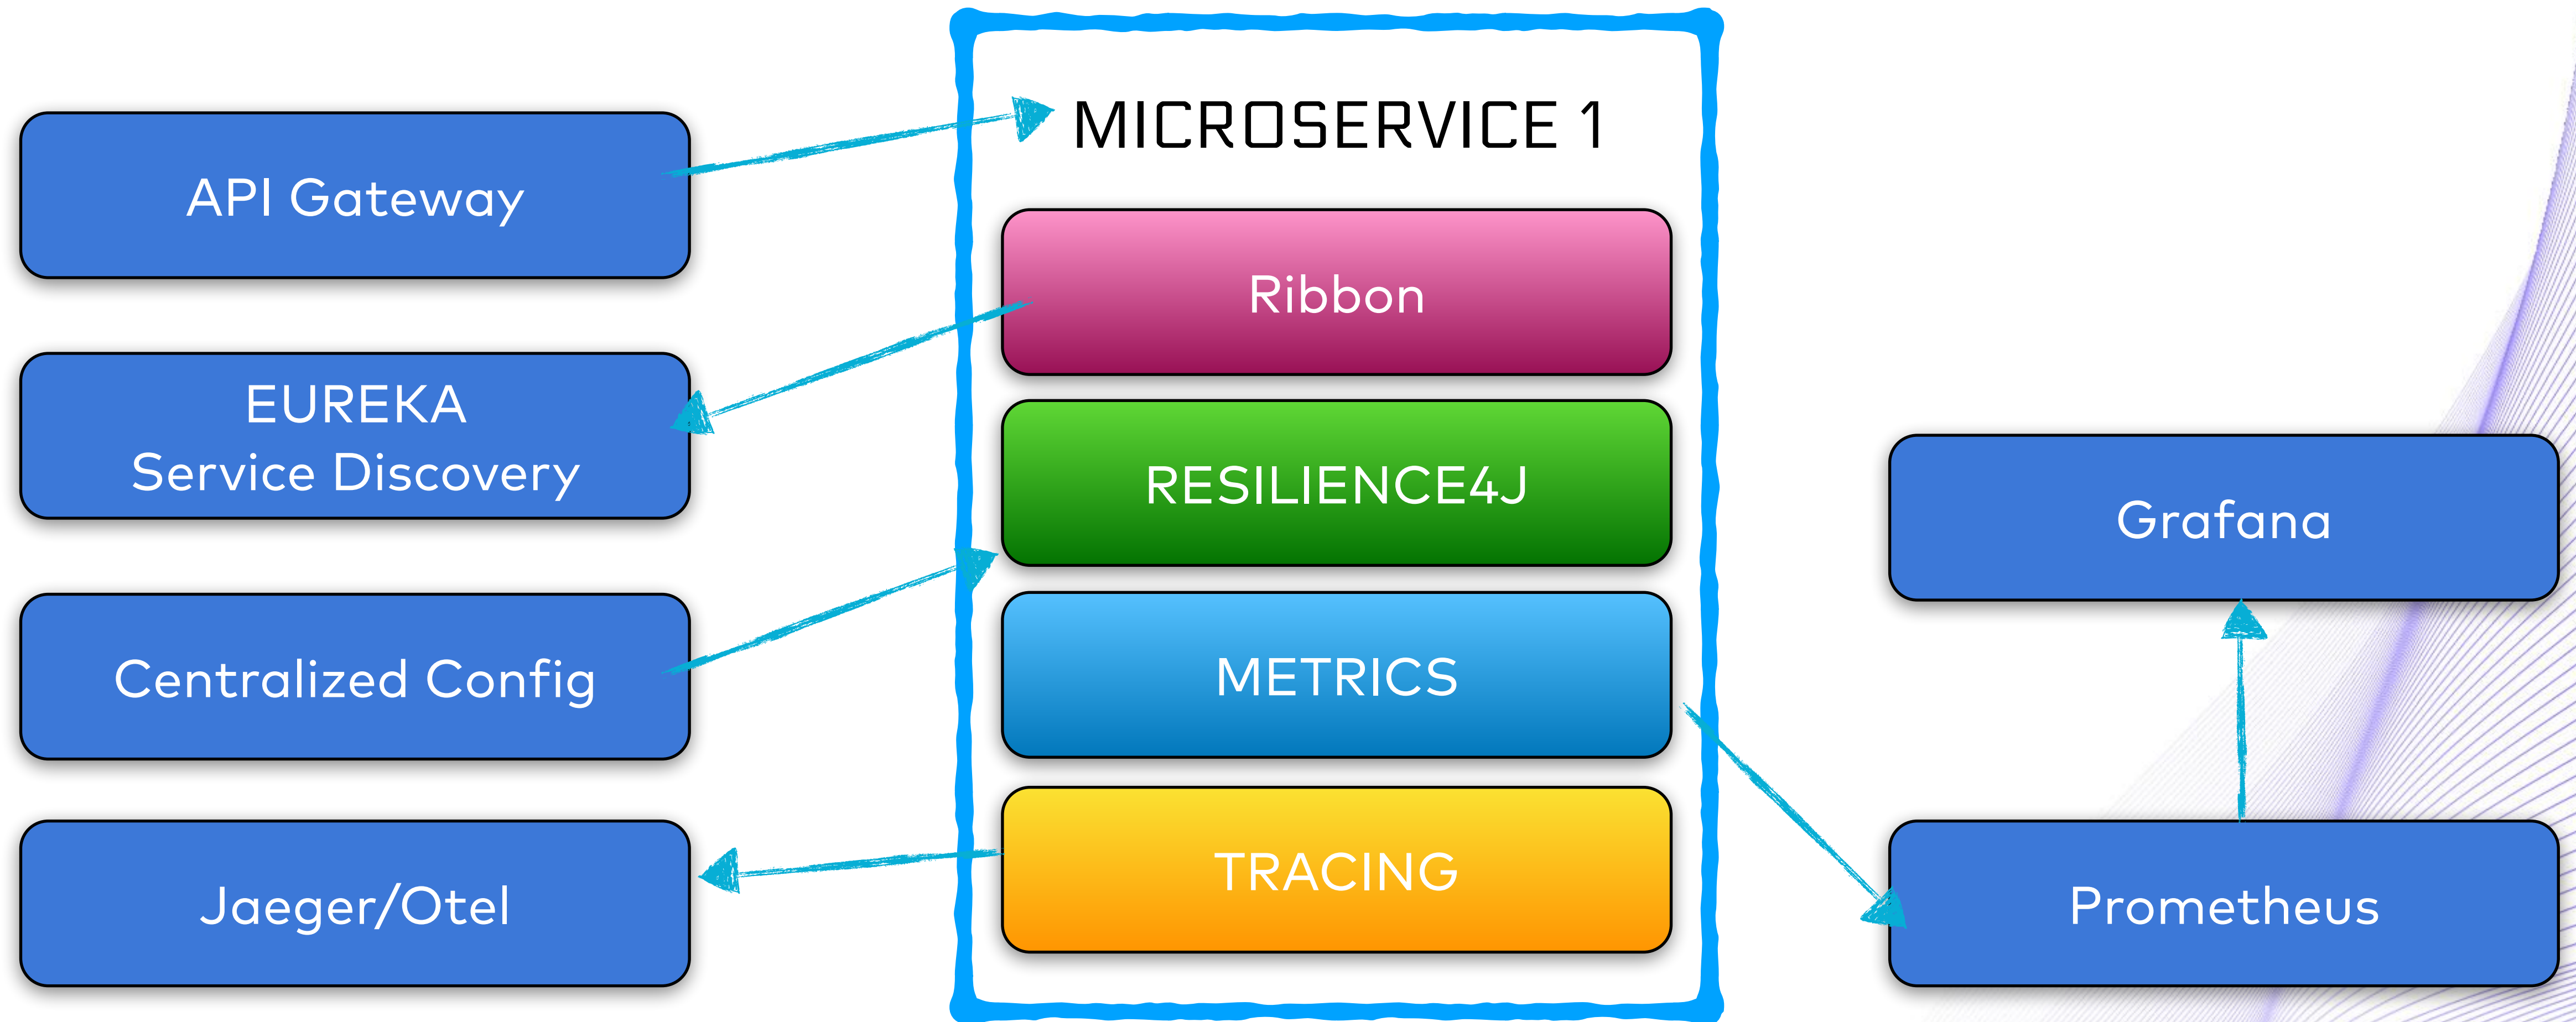 API Gateway
EUREKA
Service Discovery
Centralized Config
Jaeger/Otel
MICROSERVICE 1
Ribbon
RESILIENCE4J
METRICS
TRACING
Grafana
Prometheus